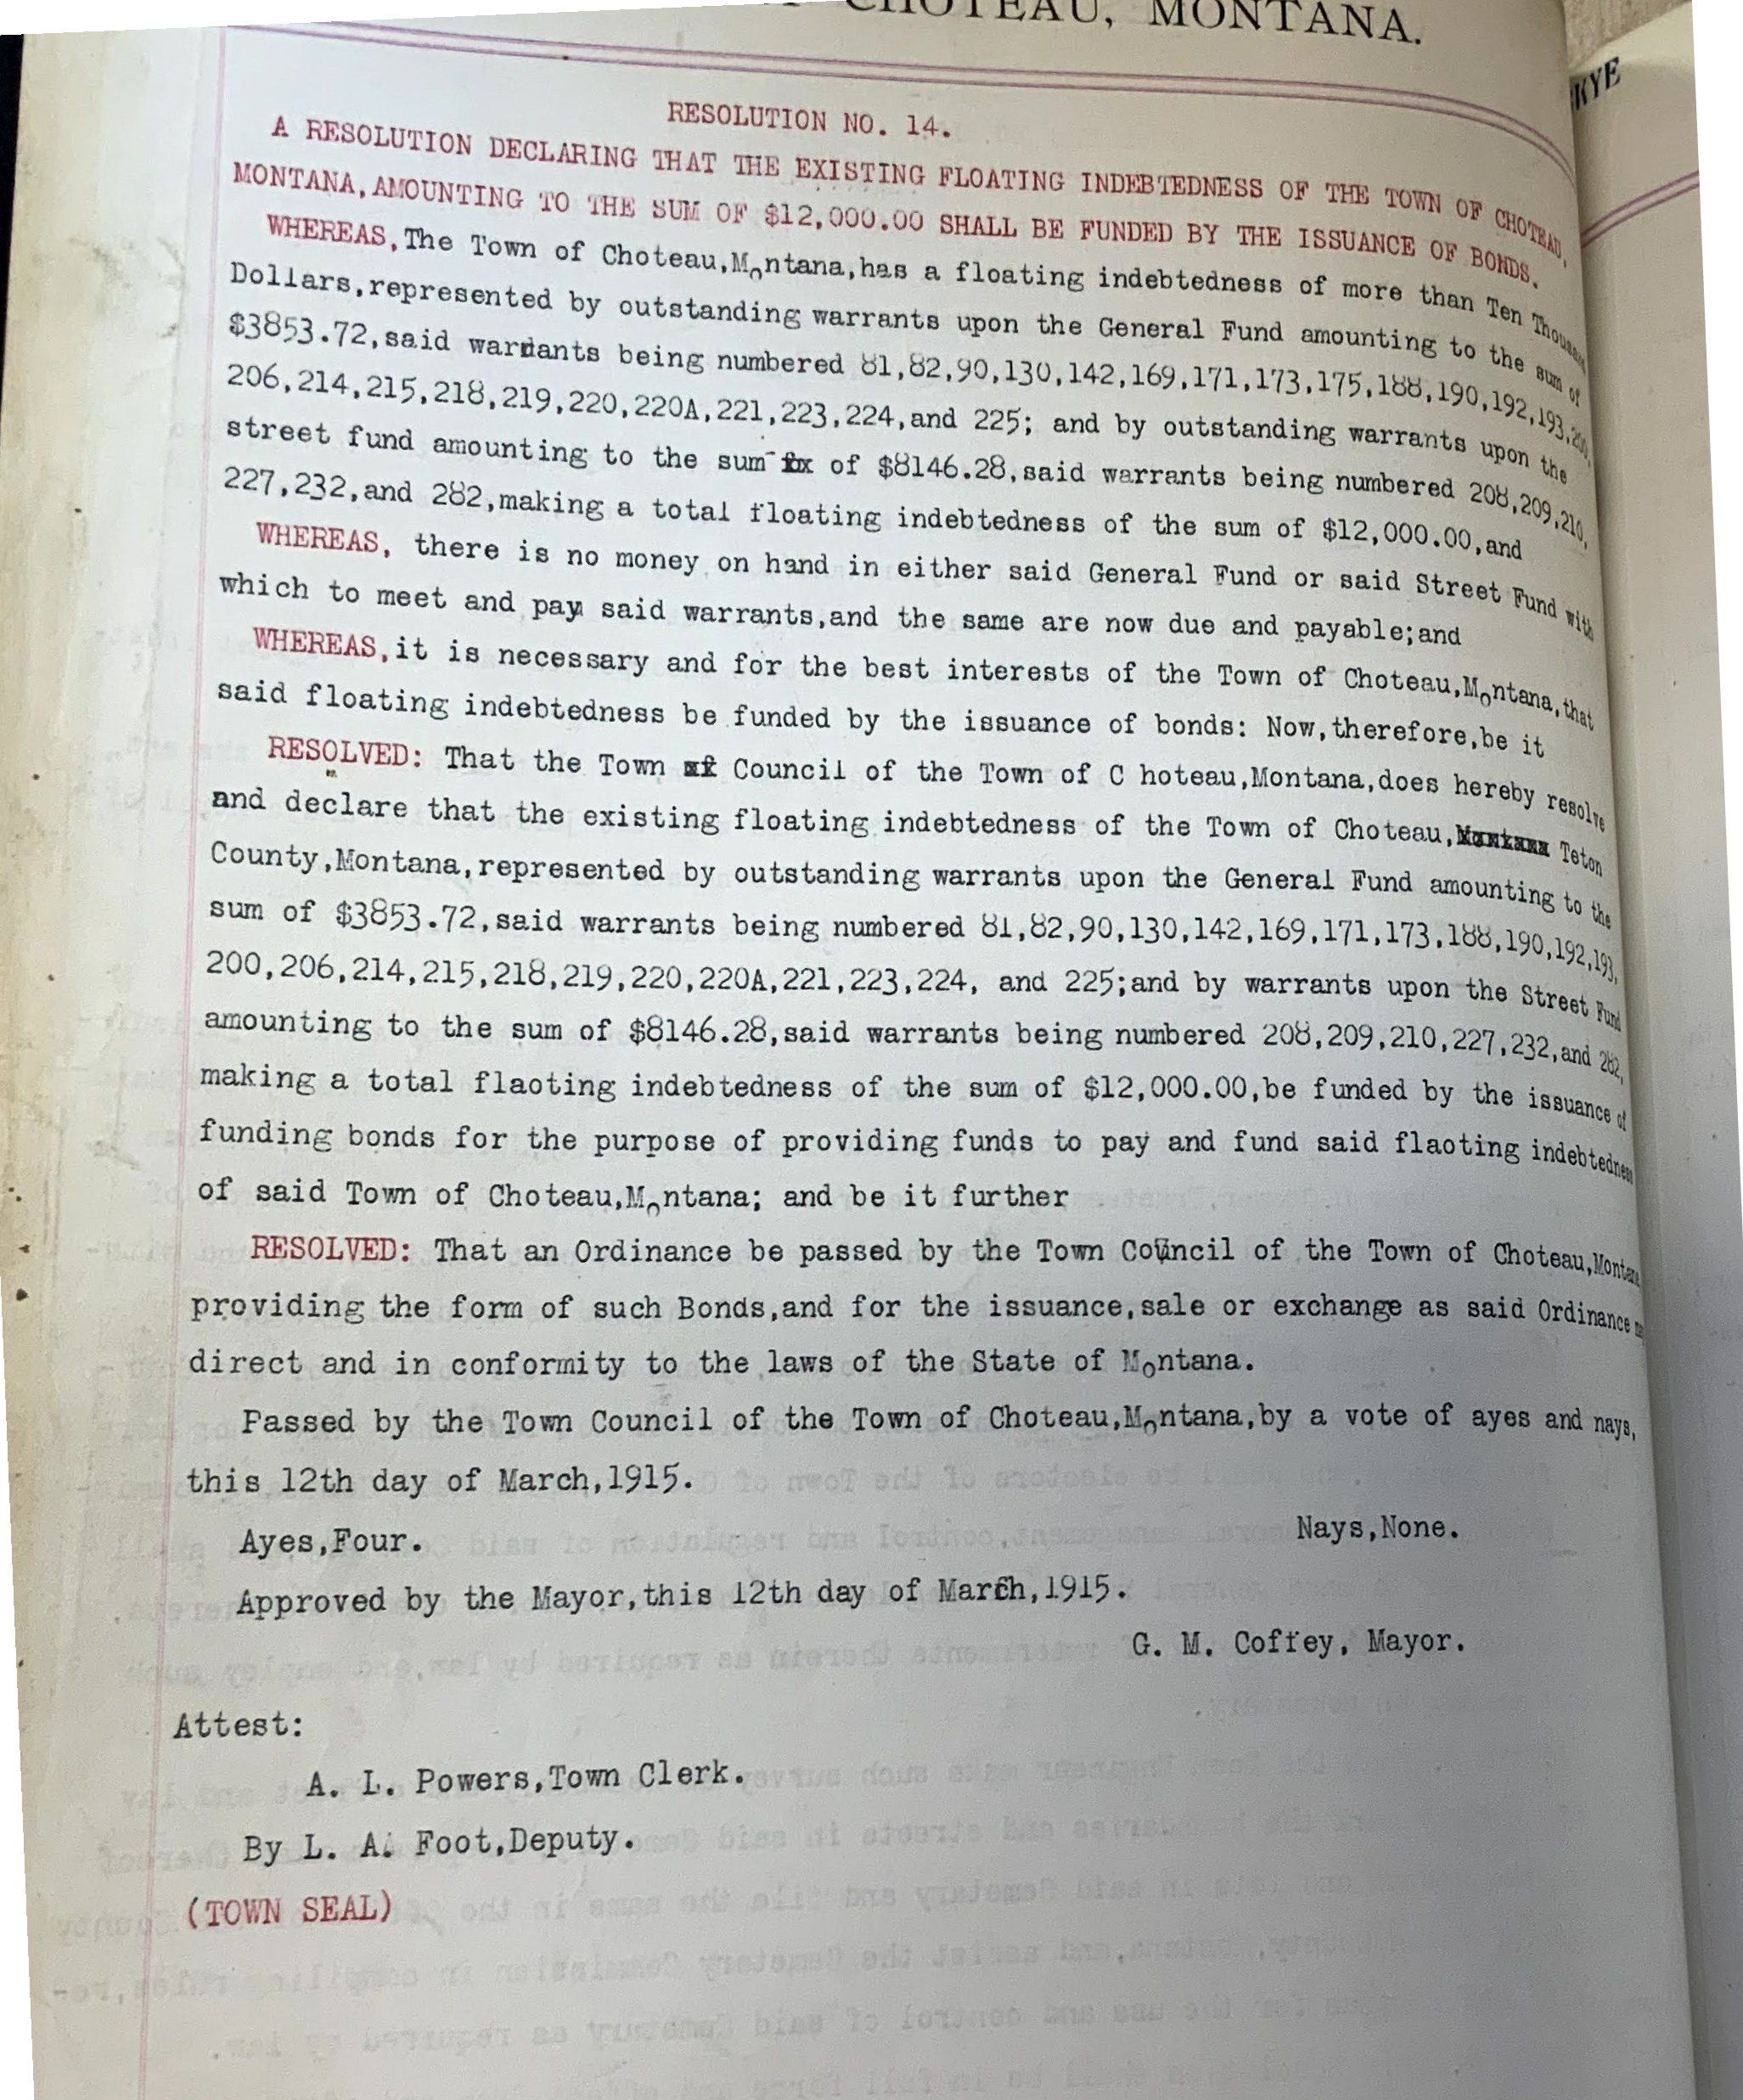 CHOTEAU, MONTANA.
KYE
RESOLUTION NO. 14.
A RESOLUTION DECLARING THAT THE EXISTING FLOATING INDEBTEDNESS OF THE TOWN OF CHOTEAU,
MONTANA,AMOUNTING TO THE SUM OF $12,000.00 SHALL BE FUNDED BY THE ISSUANCE OF BONDS.
WHEREAS,The Town of Choteau,Montana,has a floating indebtedness of more than Ten Thousand
Dollars,represented by outstanding warrants upon the General Fund amounting to the sum of
$3853.72,said warrants being numbered 81,82,90,130,142,169,171,173,175,188,190,192,193,200,
206,214,215,218,219,220,220A,221,223,224,and 225; and by outstanding warrants upon the
street fund amounting to the sum of $8146.28,said warrants being numbered 208,209,210,
227,232,and 282,making a total floating indebtedness of the sum of $12,000.00,and
WHEREAS, there is no money on hand in either said General Fund or said Street Fund with
which to meet and pay said warrants,and the same are now due and payable;and
WHEREAS,it is necessary and for the best interests of the Town of Choteau,Montana,that
said floating indebtedness be funded by the issuance of bonds: Now,therefore,be it
RESOLVED: That the Town Council of the Town of C hoteau,Montana,does hereby resolve
and declare that the existing floating indebtedness of the Town of Choteau, Teton
County,Montana,represented by outstanding warrants upon the General Fund amounting to the
sum of $3853.72,said warrants being numbered 81,82,90,130,142,169,171,173,188,190,192,193,
200,206,214,215,218,219,220,220A,221,223,224, and 225;and by warrants upon the Street Fund
amounting to the sum of $8146.28,said warrants being numbered 208,209,210,227,232,and 282,
making a total flaoting indebtedness of the sum of $12,000.00,be funded by the issuance of
funding bonds for the purpose of providing funds to pay and fund said flaoting indebtedness
of said Town of Choteau,Montana; and be it further
RESOLVED: That an Ordinance be passed by the Town Council of the Town of Choteau,Montana
providing the form of such Bonds,and for the issuance,sale or exchange as said Ordinance
direct and in conformity to the laws of the State of Montana.
Passed by the Town Council of the Town of Choteau,Montana,by a vote of ayes and nays,
this 12th day of March,1915.
Ayes,Four. Nays,None.
Approved by the Mayor,this 12th day of March,1915.
G. M. Coffey, Mayor.
Attest:
A. L. Powers,Town Clerk.
By L. A. Foot,Deputy.
(TOWN SEAL)